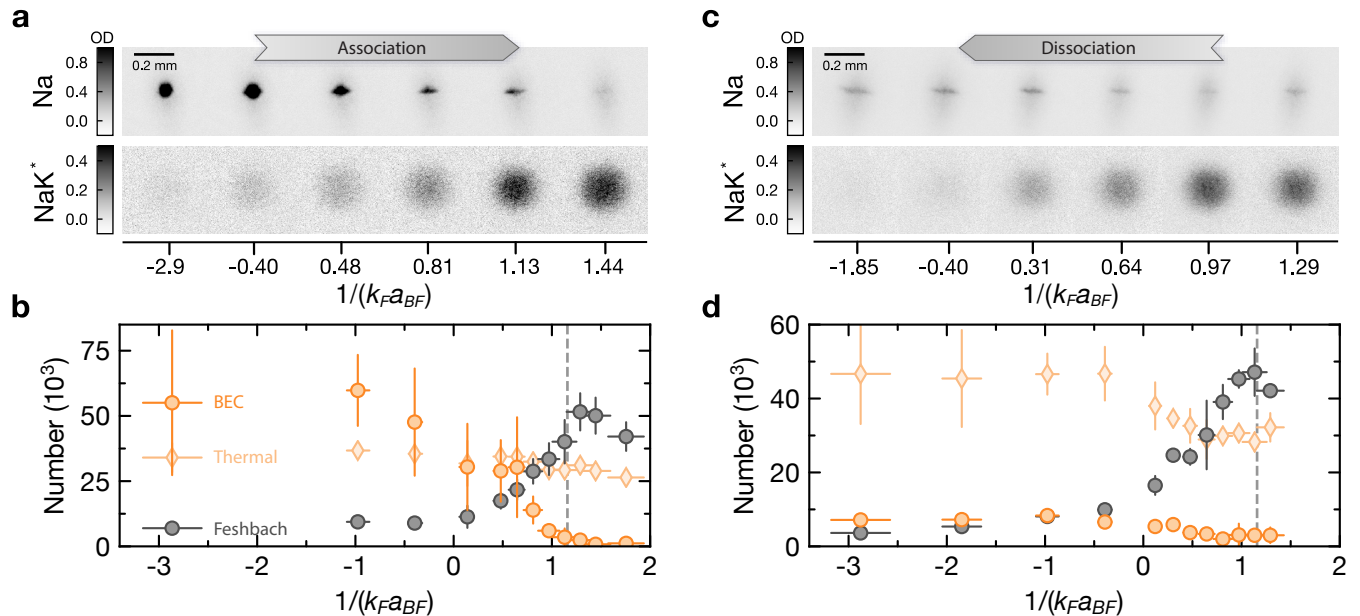 a
Association
OD
0.8
0.4
0.0
Na
0.2 mm
0.4
0.2
0.0
NaK*
-2.9 -0.40 0.48 0.81 1.13 1.44
1/(kFaBF)
b
75
50
25
0
Number (10³)
BEC
Thermal
Feshbach
-3 -2 -1 0 1 2
1/(kFaBF)
c
Dissociation
OD
0.8
0.4
0.0
Na
0.2 mm
0.4
0.2
0.0
NaK*
-1.85 -0.40 0.31 0.64 0.97 1.29
1/(kFaBF)
d
60
40
20
0
Number (10³)
-3 -2 -1 0 1 2
1/(kFaBF)